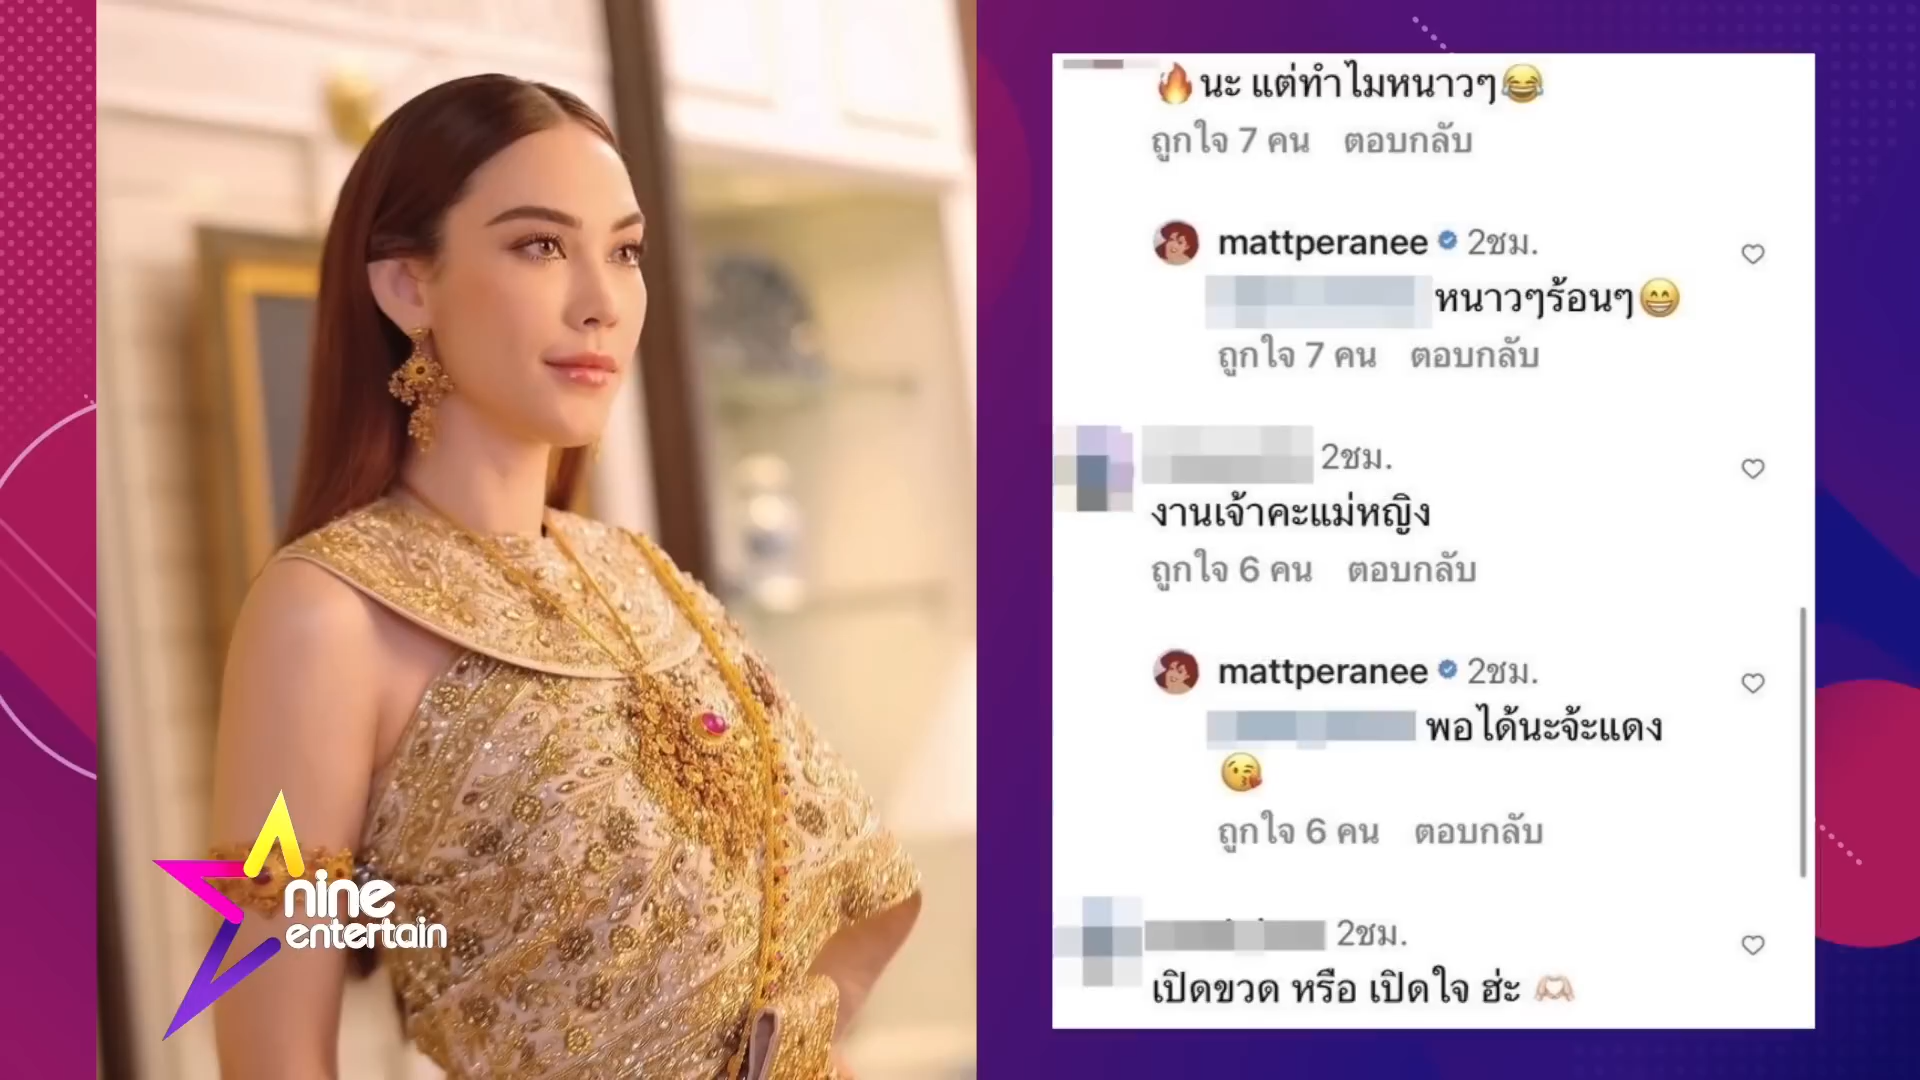 🔥นะ แต่ทำไมหนาวๆ😂
ถูกใจ 7 คน ตอบกลับ
mattperanee 2ชม.
หนาวๆร้อนๆ😁
ถูกใจ 7 คน ตอบกลับ
2ชม.
งานเจ้าคะแม่หญิง
ถูกใจ 6 คน ตอบกลับ
mattperanee 2ชม.
พอได้นะจ้ะแดง
😘
ถูกใจ 6 คน ตอบกลับ
2ชม.
เปิดขวด หรือ เปิดใจ ฮ่ะ 🫶🏻
nine
entertain